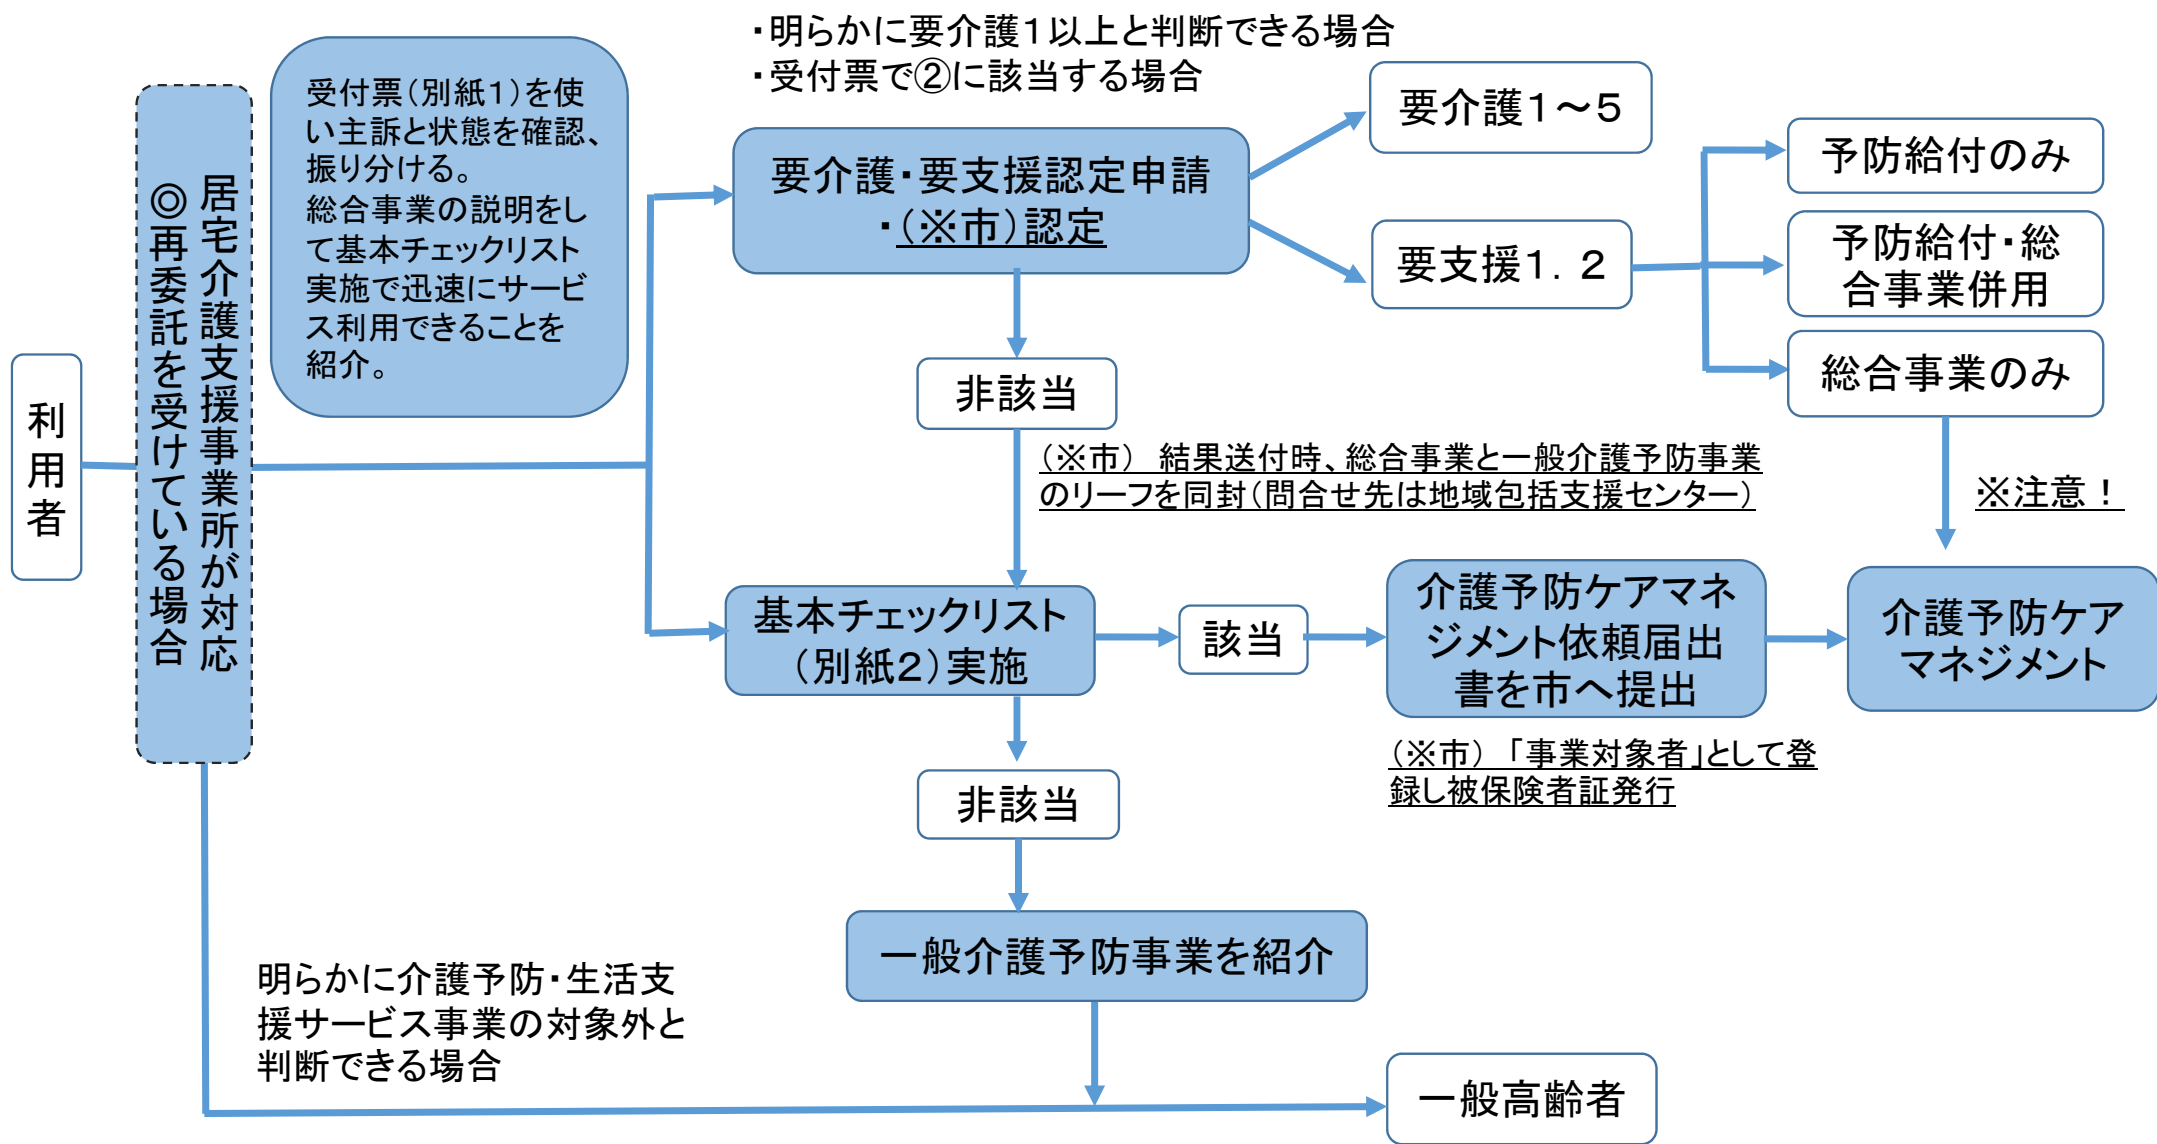 ・明らかに要介護１以上と判断できる場合
・受付票で②に該当する場合
利用者
居宅介護支援事業所が対応
◎再委託を受けている場合
受付票（別紙１）を使
い主訴と状態を確認、
振り分ける。
総合事業の説明をし
て基本チェックリスト
実施で迅速にサービ
ス利用できることを
紹介。
要介護・要支援認定申請
・（※市）認定
要介護１～５
要支援１．２
予防給付のみ
予防給付・総
合事業併用
総合事業のみ
非該当
（※市） 結果送付時、総合事業と一般介護予防事業
のリーフを同封（問合せ先は地域包括支援センター）
※注意！
基本チェックリスト
（別紙２）実施
該当
介護予防ケアマネ
ジメント依頼届出
書を市へ提出
介護予防ケア
マネジメント
（※市） 「事業対象者」として登
録し被保険者証発行
非該当
一般介護予防事業を紹介
明らかに介護予防・生活支
援サービス事業の対象外と
判断できる場合
一般高齢者